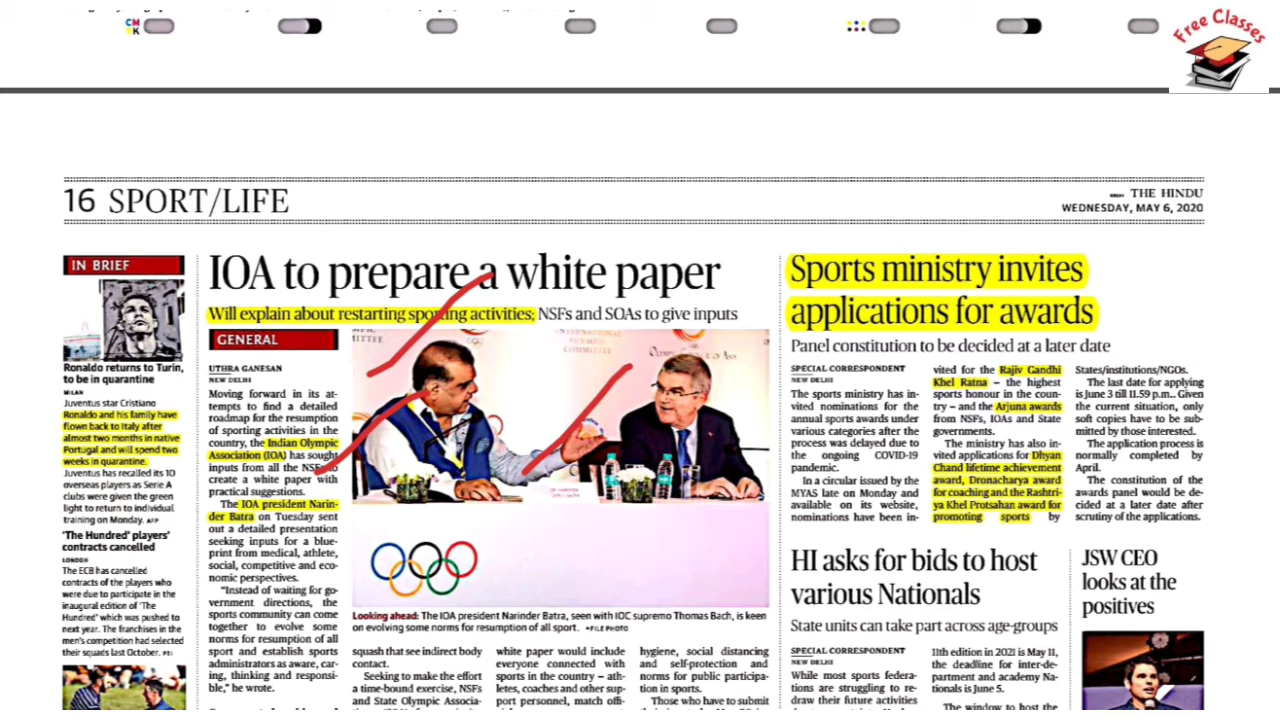 CM
YK
Free Classes
16 SPORT/LIFE
THE HINDU
WEDNESDAY, MAY 6, 2020
IN BRIEF
Ronaldo returns to Turin,
to be in quarantine
MILAN
Juventus star Cristiano
Ronaldo and his family have
flown back to Italy after
almost two months in native
Portugal and will spend two
weeks in quarantine.
Juventus has recalled its 10
overseas players as Serie A
clubs were given the green
light to return to individual
training on Monday. AFP
'The Hundred' players'
contracts cancelled
LONDON
The ECB has cancelled
contracts of the players who
were due to participate in the
inaugural edition of 'The
Hundred' which was pushed to
next year. The franchises in the
men's competition had selected
their squads last October. PTI
IOA to prepare a white paper
Will explain about restarting sporting activities; NSFs and SOAs to give inputs
GENERAL
UTHRA GANESAN
NEW DELHI
Moving forward in its at-
tempts to find a detailed
roadmap for the resumption
of sporting activities in the
country, the Indian Olympic
Association (IOA) has sought
inputs from all the NSFs to
create a white paper with
practical suggestions.
The IOA president Narin-
der Batra on Tuesday sent
out a detailed presentation
seeking inputs for a blue-
print from medical, athlete,
social, competitive and eco-
nomic perspectives.
"Instead of waiting for go-
vernment directions, the
sports community can come
together to evolve some
norms for resumption of all
sport and establish sports
administrators as aware, car-
ing, thinking and responsi-
ble," he wrote.
Looking ahead: The IOA president Narinder Batra, seen with IOC supremo Thomas Bach, is keen
on evolving some norms for resumption of all sport. FILE PHOTO
squash that see indirect body
contact.
Seeking to make the effort
a time-bound exercise, NSFs
and State Olympic Associa-
white paper would include
everyone connected with
sports in the country – ath-
letes, coaches and other sup-
port personnel, match offi-
hygiene, social distancing
and self-protection and
norms for public participa-
tion in sports.
Those who have to submit
Sports ministry invites
applications for awards
Panel constitution to be decided at a later date
SPECIAL CORRESPONDENT
NEW DELHI
The sports ministry has in-
vited nominations for the
annual sports awards under
various categories after the
process was delayed due to
the ongoing COVID-19
pandemic.
In a circular issued by the
MYAS late on Monday and
available on its website,
nominations have been in-
vited for the Rajiv Gandhi
Khel Ratna – the highest
sports honour in the coun-
try – and the Arjuna awards
from NSFs, IOAs and State
governments.
The ministry has also in-
vited applications for Dhyan
Chand lifetime achievement
award, Dronacharya award
for coaching and the Rashtri-
ya Khel Protsahan award for
promoting sports by
States/institutions/NGOs.
The last date for applying
is June 3 till 11.59 p.m.. Given
the current situation, only
soft copies have to be sub-
mitted by those interested.
The application process is
normally completed by
April.
The constitution of the
awards panel would be de-
cided at a later date after
scrutiny of the applications.
HI asks for bids to host
various Nationals
State units can take part across age-groups
SPECIAL CORRESPONDENT
NEW DELHI
While most sports federa-
tions are struggling to re-
draw their future activities
11th edition in 2021 is May 11,
the deadline for inter-de-
partment and academy Na-
tionals is June 5.
The window to host the
JSW CEO
looks at the
positives